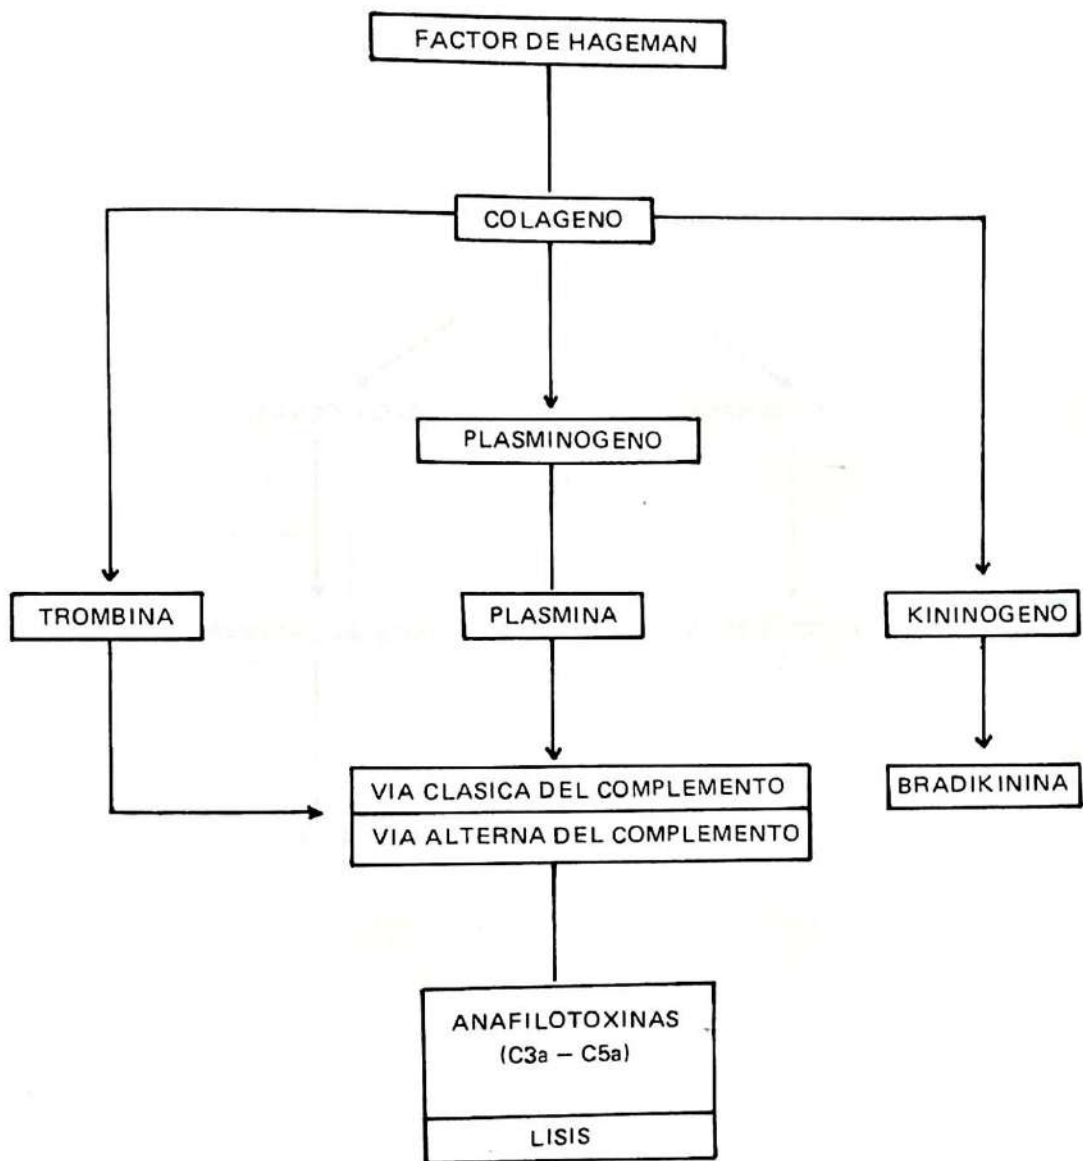 FACTOR DE HAGEMAN
COLAGENO
PLASMINOGENO
TROMBINA
PLASMINA
KININOGENO
VIA CLASICA DEL COMPLEMENTO
VIA ALTERNA DEL COMPLEMENTO
BRADIKININA
ANAFILOTOXINAS
(C3a – C5a)
LISIS